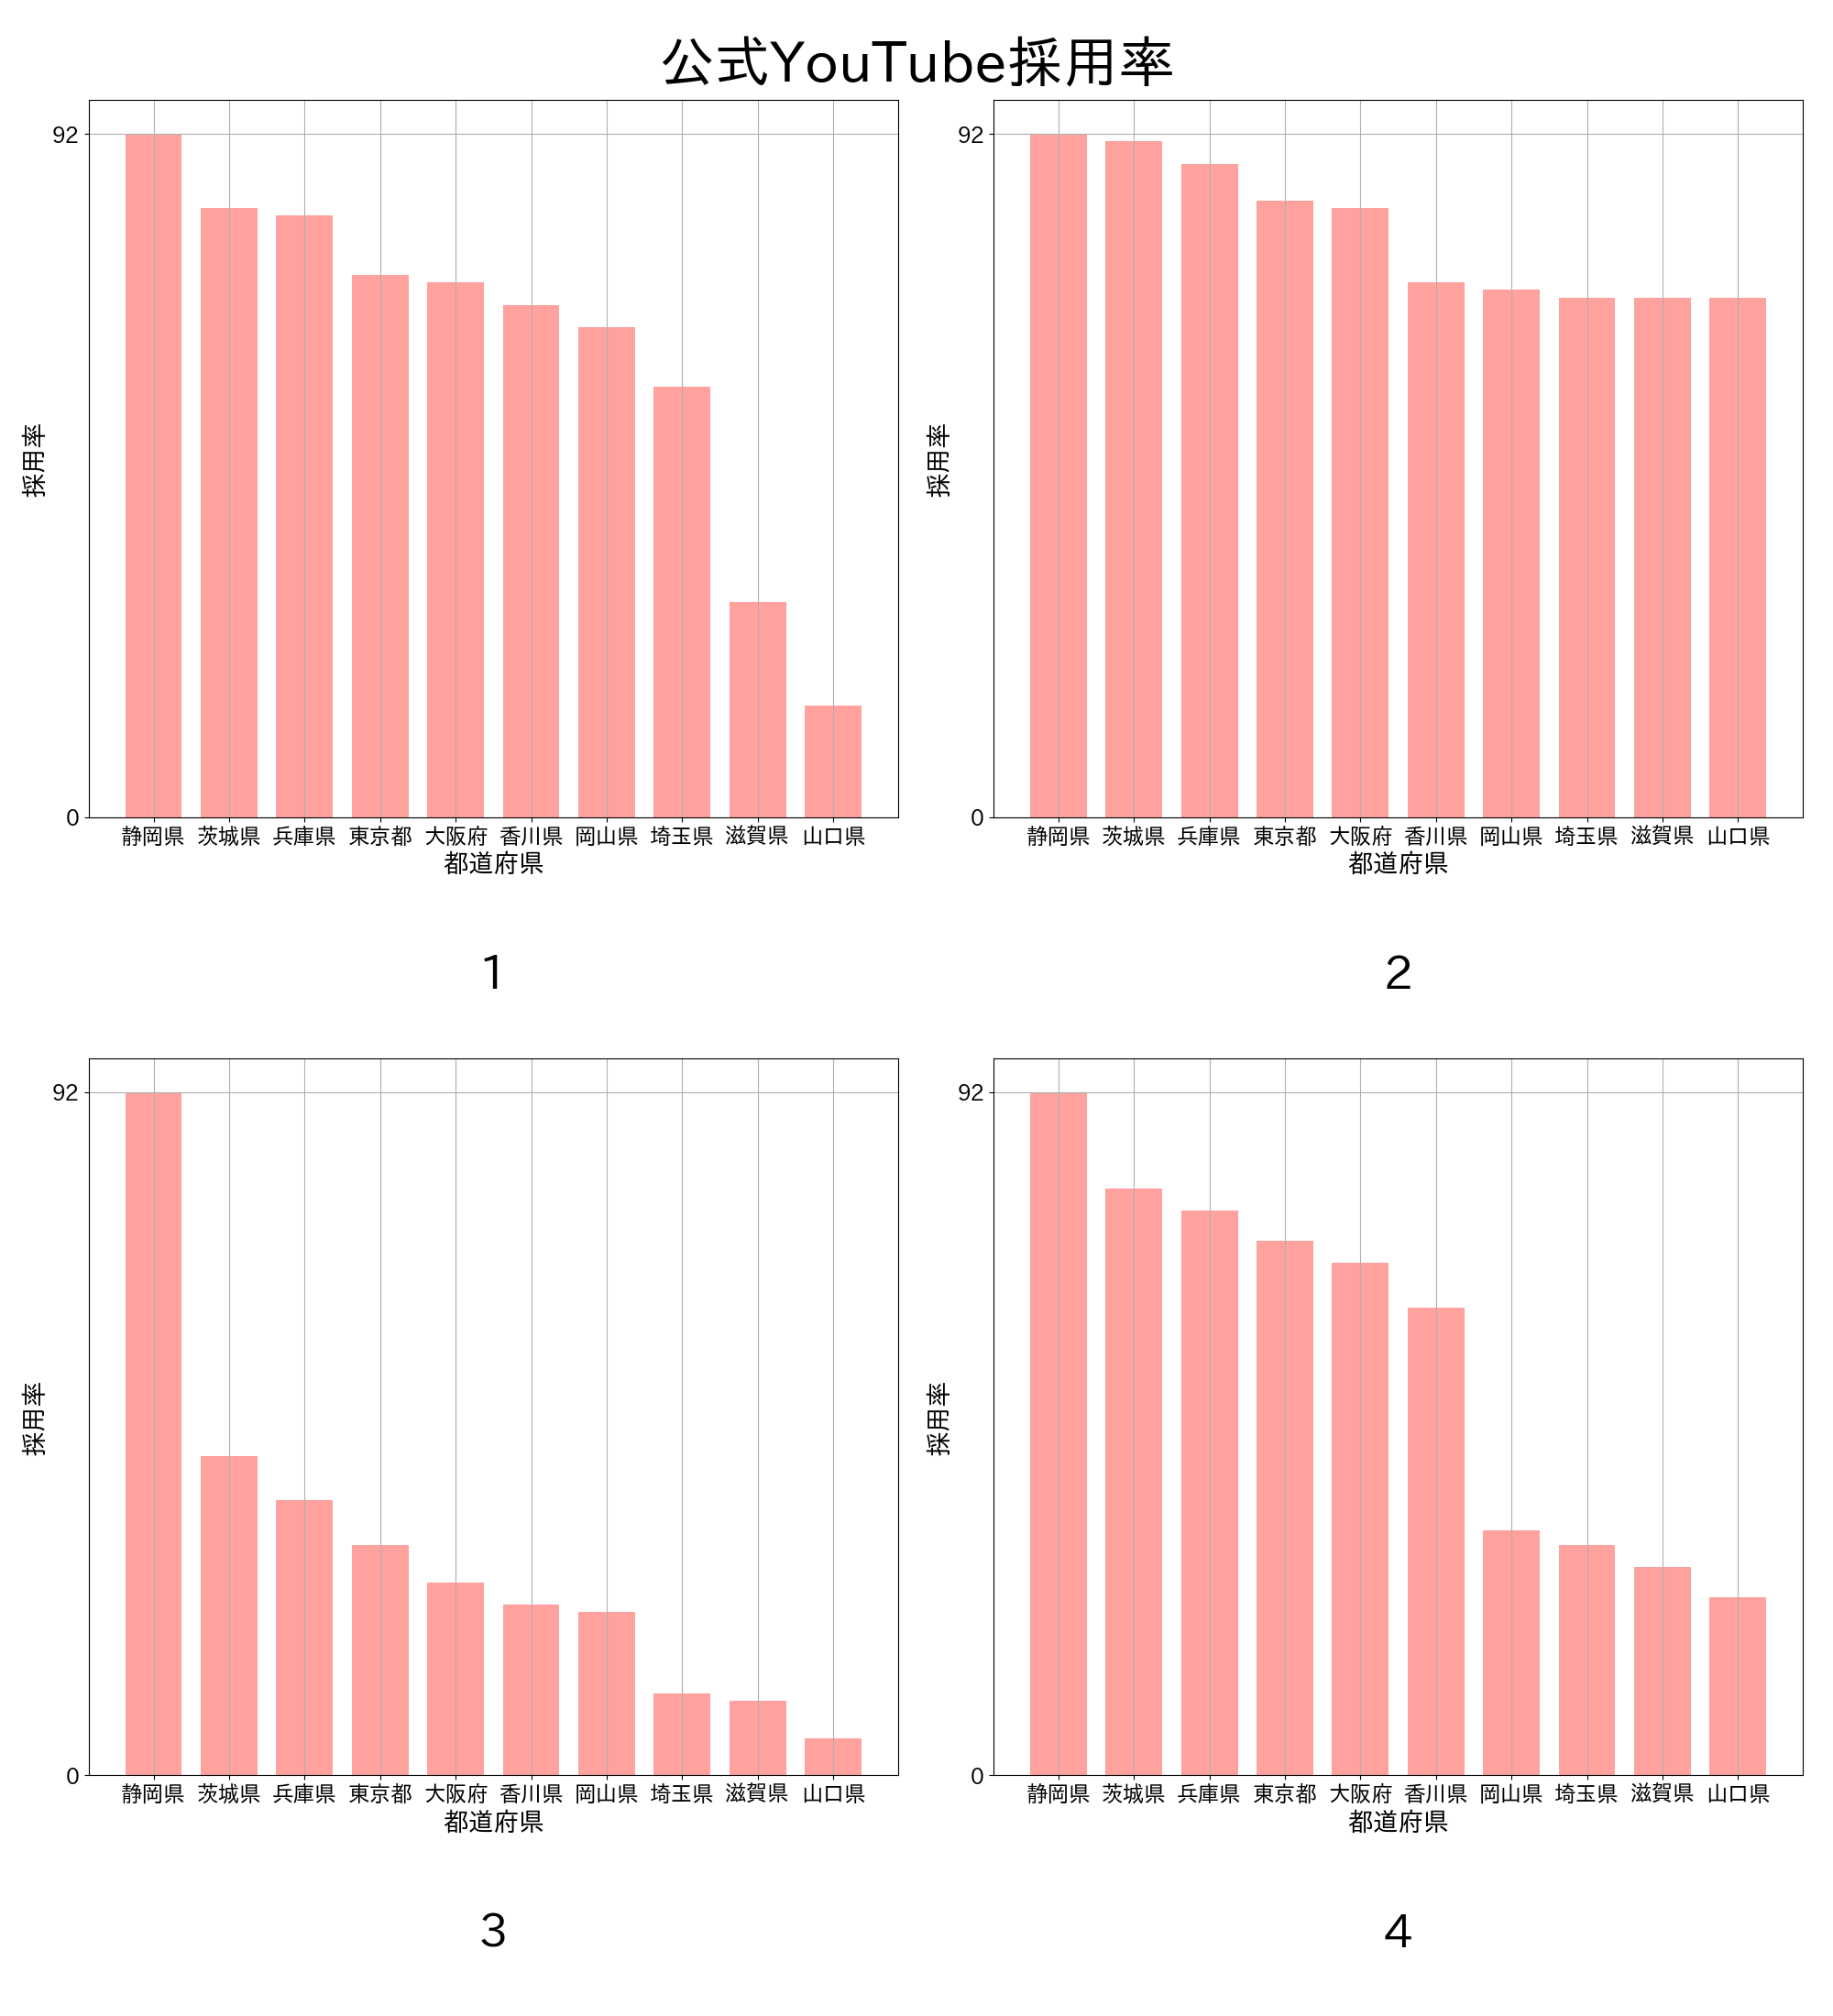 公式YouTube採用率
92
0
採用率
静岡県 茨城県 兵庫県 東京都 大阪府 香川県 岡山県 埼玉県 滋賀県 山口県
都道府県
1
92
0
採用率
静岡県 茨城県 兵庫県 東京都 大阪府 香川県 岡山県 埼玉県 滋賀県 山口県
都道府県
2
92
0
採用率
静岡県 茨城県 兵庫県 東京都 大阪府 香川県 岡山県 埼玉県 滋賀県 山口県
都道府県
3
92
0
採用率
静岡県 茨城県 兵庫県 東京都 大阪府 香川県 岡山県 埼玉県 滋賀県 山口県
都道府県
4